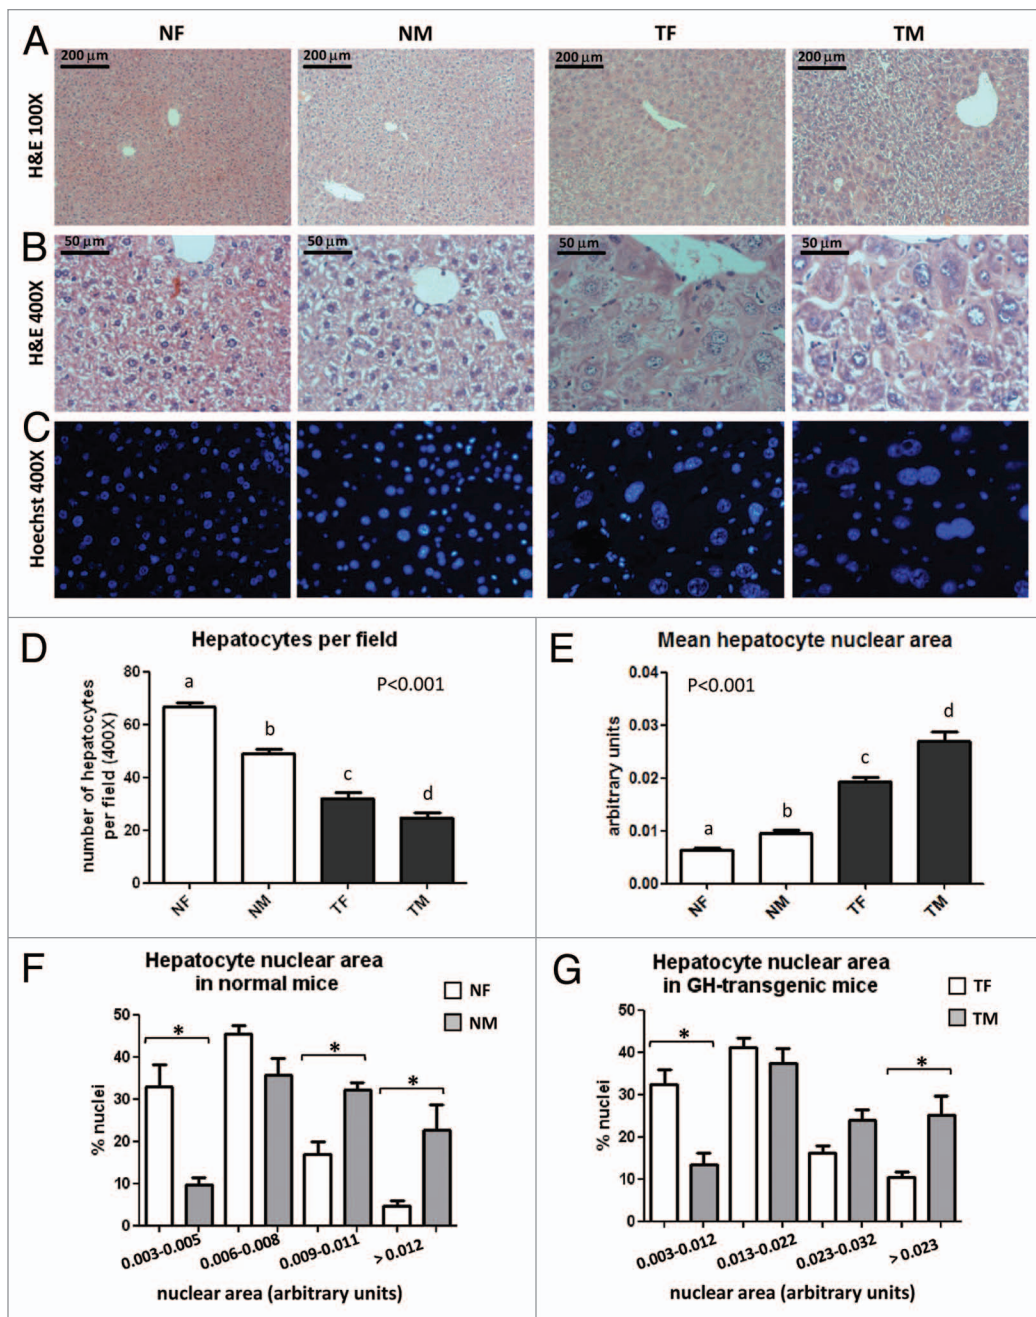 A
NF
NM
TF
TM
H&E 100X
200 µm
200 µm
200 µm
200 µm
B
H&E 400X
50 µm
50 µm
50 µm
50 µm
C
Hoechst 400X
D
Hepatocytes per field
number of hepatocytes
per field (400X)
P<0.001
80
60
40
20
0
a
b
c
d
NF
NM
TF
TM
E
Mean hepatocyte nuclear area
arbitrary units
P<0.001
0.04
0.03
0.02
0.01
0.00
a
b
c
d
NF
NM
TF
TM
F
Hepatocyte nuclear area
in normal mice
NF
NM
% nuclei
50
40
30
20
10
0
*
*
*
0.003-0.005
0.006-0.008
0.009-0.011
> 0.012
nuclear area (arbitrary units)
G
Hepatocyte nuclear area
in GH-transgenic mice
TF
TM
% nuclei
50
40
30
20
10
0
*
*
0.003-0.012
0.013-0.022
0.023-0.032
> 0.023
nuclear area (arbitrary units)